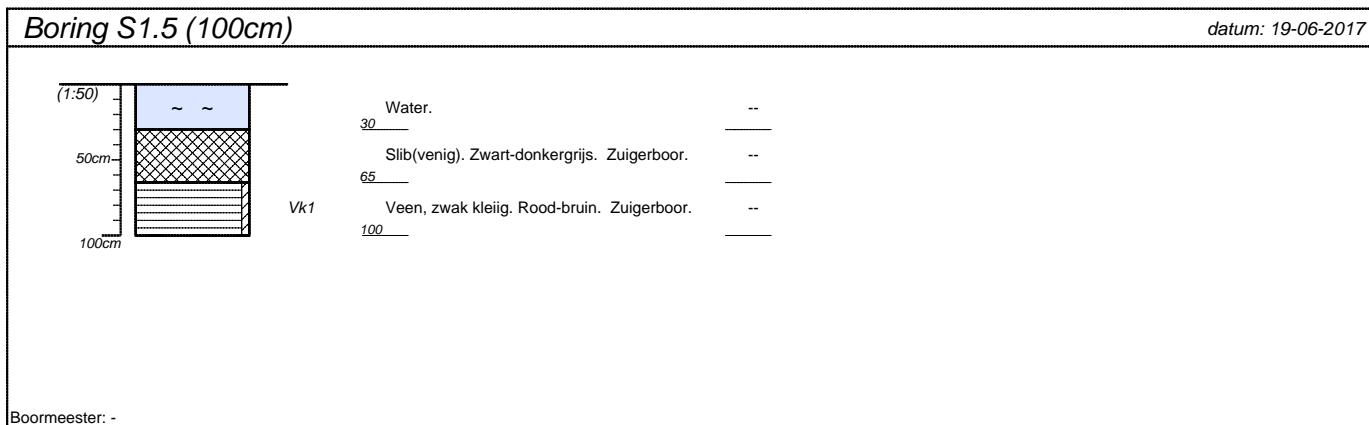 Boring S1.5 (100cm) datum: 19-06-2017
(1:50)
~ ~ Water. --
30
50cm Slib(venig). Zwart-donkergrijs. Zuigerboor. --
65
Vk1 Veen, zwak kleiig. Rood-bruin. Zuigerboor. --
100
100cm
Boormeester: -